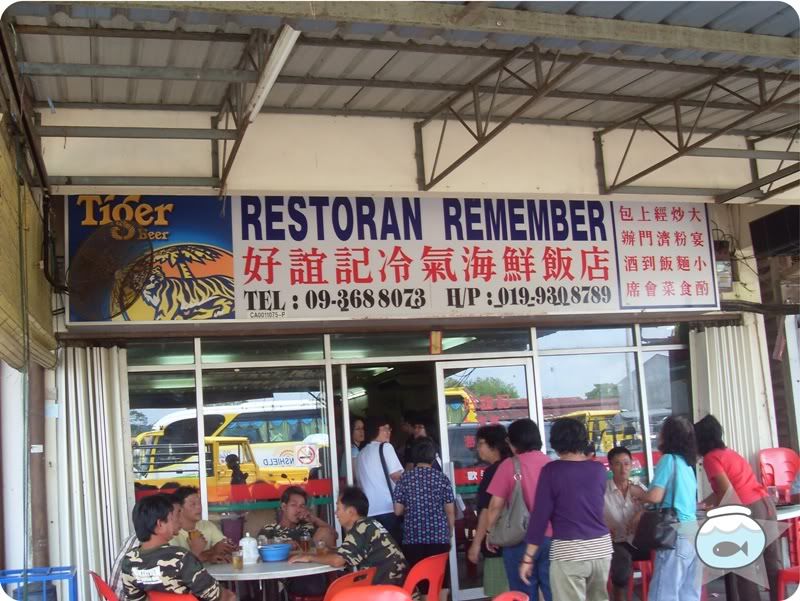 Tiger
Beer
RESTORAN REMEMBER
好誼記冷氣海鮮飯店
TEL : 09-368 8073 H/P : 019-930 8789
CA0011075-P
大宴小酌
炒粉麵食
經濟飯菜
上門到會
包辦酒席